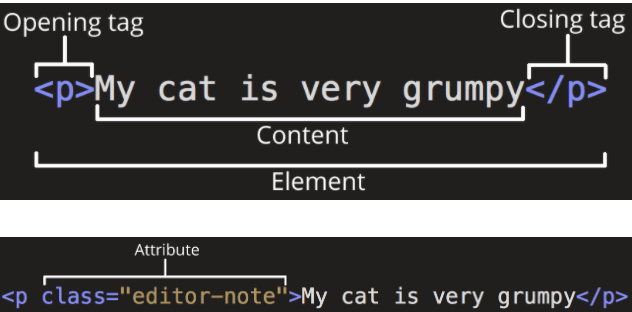 Opening tag Closing tag
<p>My cat is very grumpy</p>
Content
Element
Attribute
<p class="editor-note">My cat is very grumpy</p>